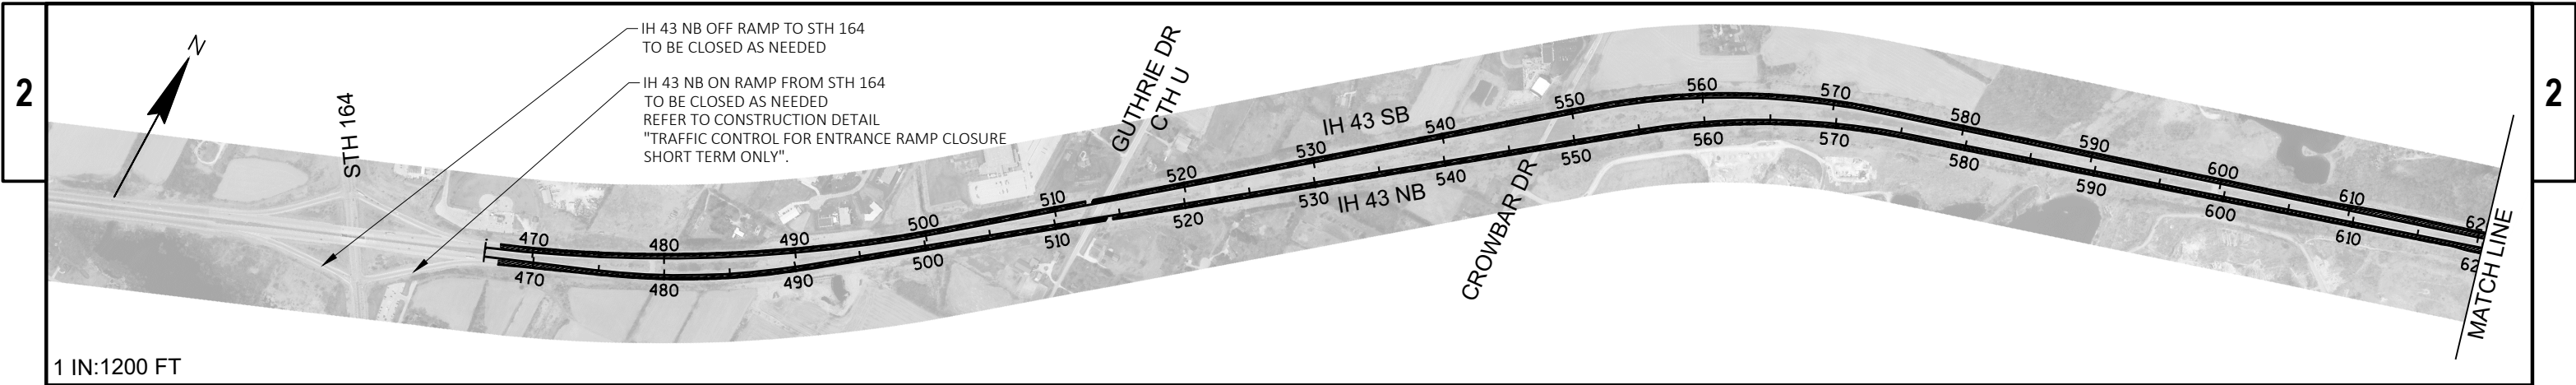 2
N
IH 43 NB OFF RAMP TO STH 164
TO BE CLOSED AS NEEDED
IH 43 NB ON RAMP FROM STH 164
TO BE CLOSED AS NEEDED
REFER TO CONSTRUCTION DETAIL
"TRAFFIC CONTROL FOR ENTRANCE RAMP CLOSURE
SHORT TERM ONLY".
STH 164
GUTHRIE DR
CTH U
IH 43 SB
470
480
490
500
510
520
530
540
550
560
570
580
590
600
610
62
IH 43 NB
470
480
490
500
510
520
530
540
550
560
570
580
590
600
610
62
CROWBAR DR
MATCH LINE
2
1 IN:1200 FT